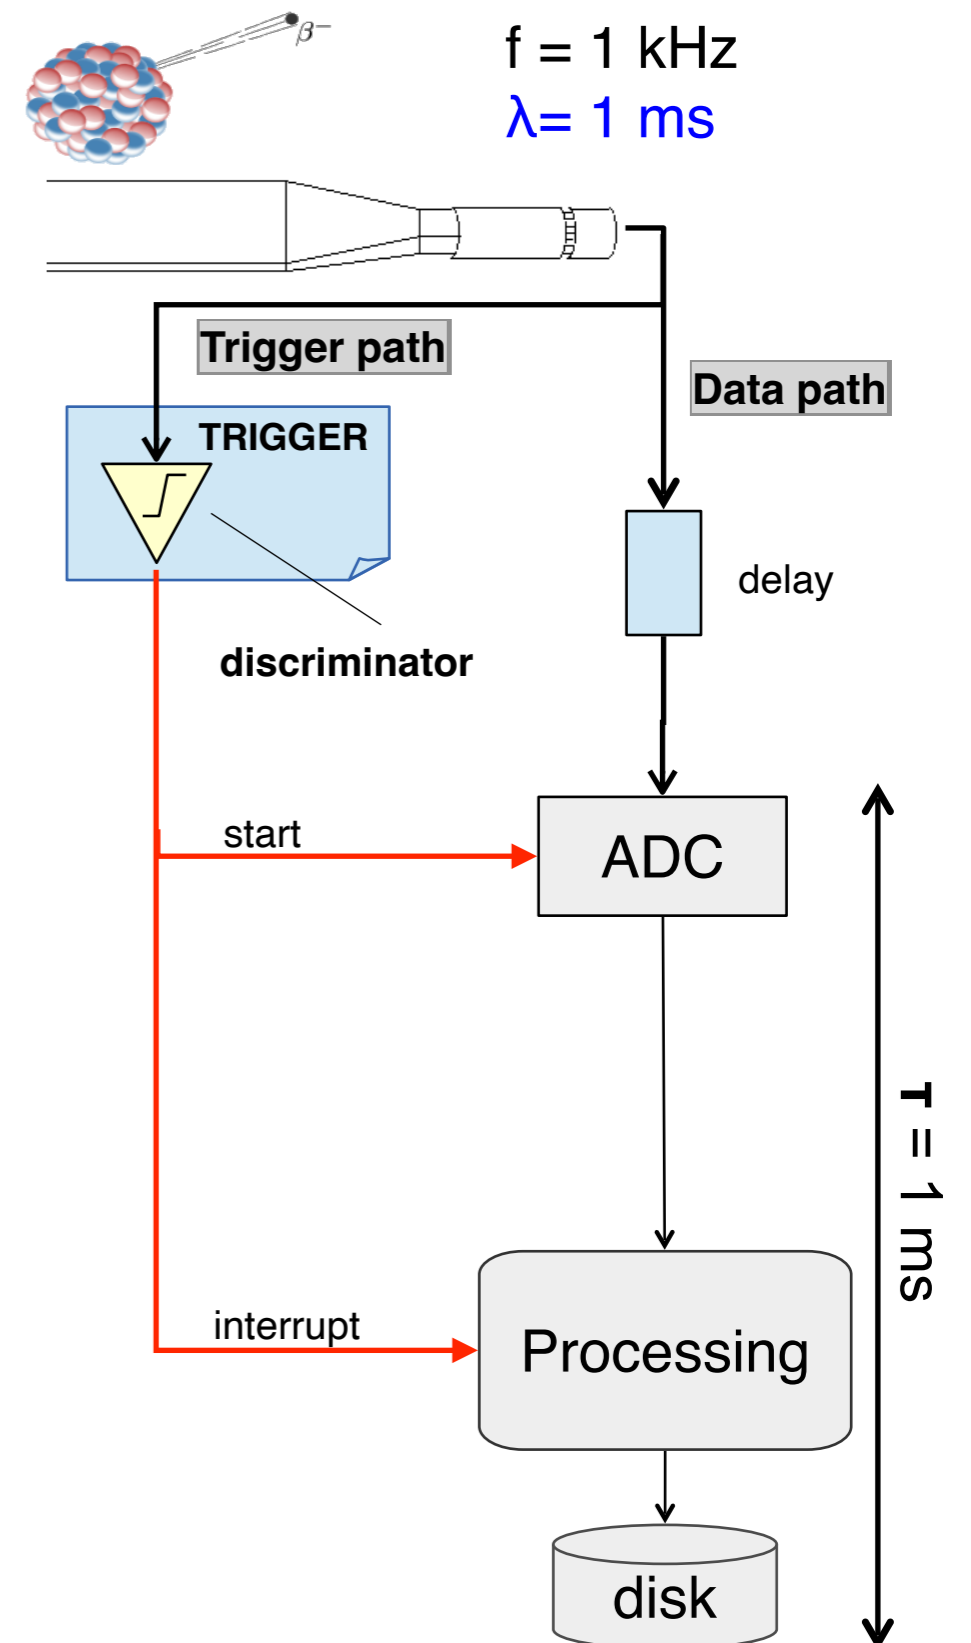 β⁻
f = 1 kHz
λ= 1 ms
Trigger path
Data path
TRIGGER
delay
discriminator
start
ADC
τ = 1 ms
interrupt
Processing
disk